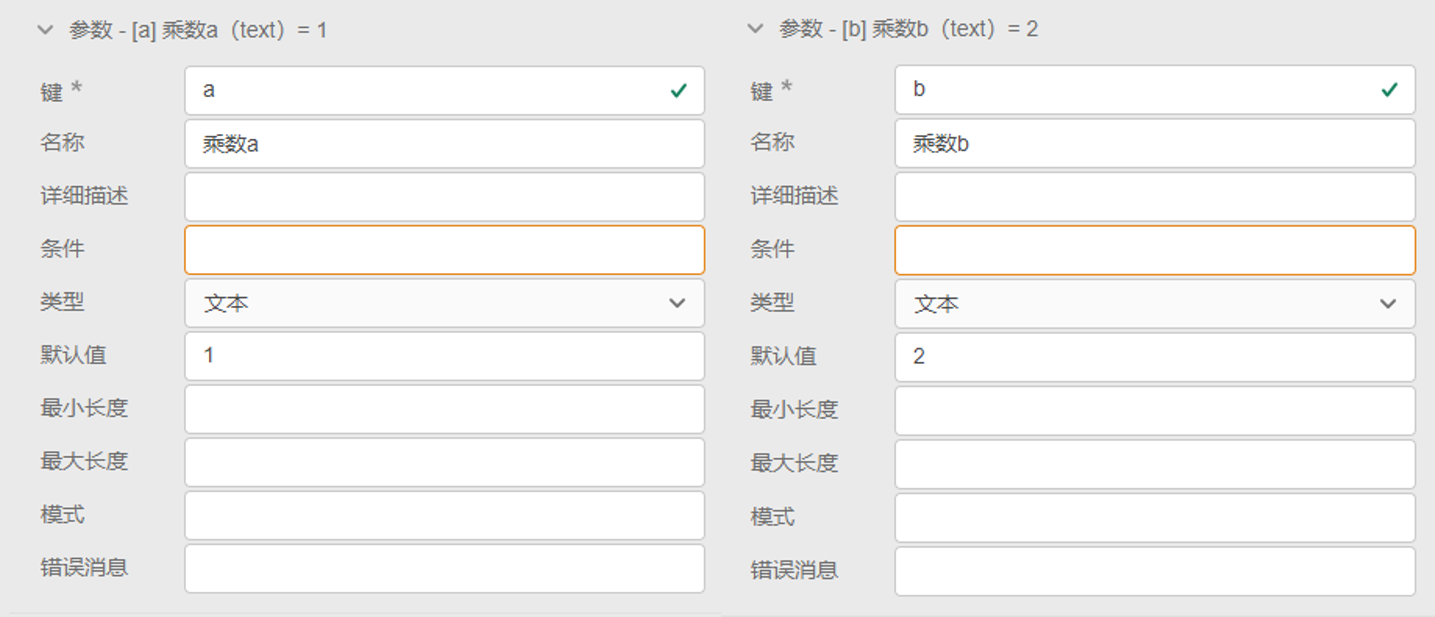 参数 - [a] 乘数a（text）= 1
键 *
a
名称
乘数a
详细描述
条件
类型
文本
默认值
1
最小长度
最大长度
模式
错误消息
参数 - [b] 乘数b（text）= 2
键 *
b
名称
乘数b
详细描述
条件
类型
文本
默认值
2
最小长度
最大长度
模式
错误消息